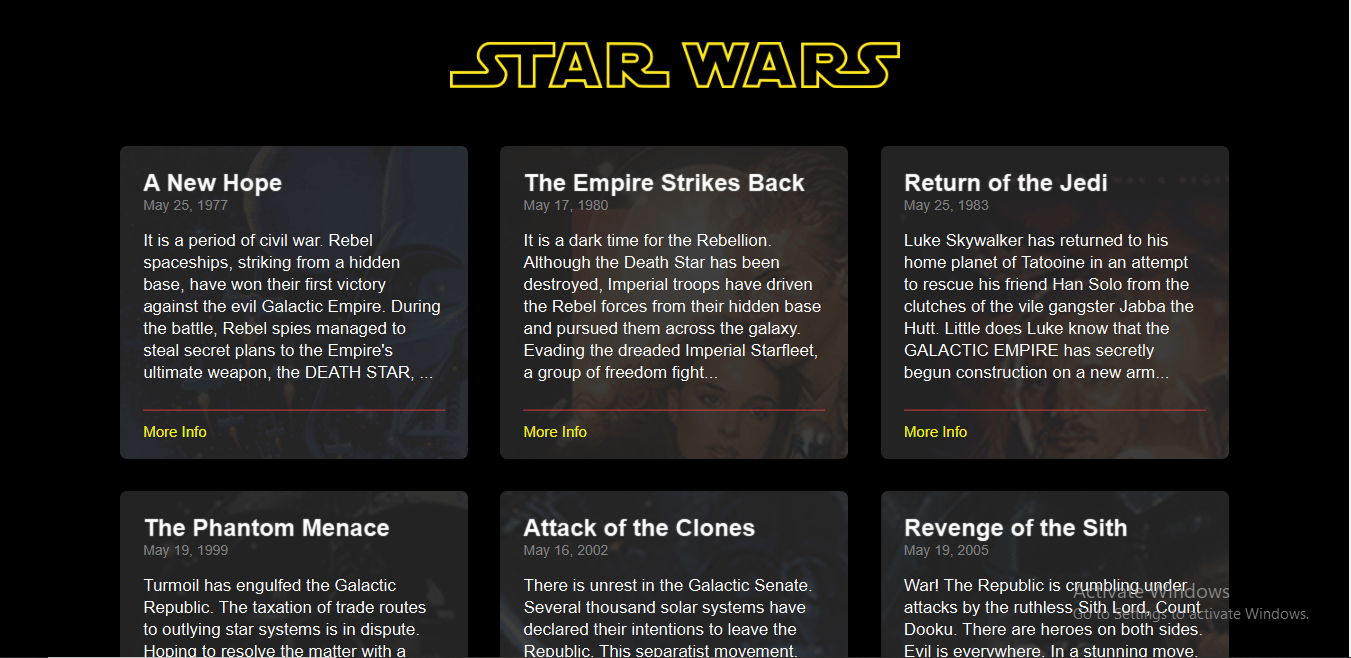 STAR WARS
A New Hope
May 25, 1977
It is a period of civil war. Rebel
spaceships, striking from a hidden
base, have won their first victory
against the evil Galactic Empire. During
the battle, Rebel spies managed to
steal secret plans to the Empire's
ultimate weapon, the DEATH STAR, ...
More Info
The Empire Strikes Back
May 17, 1980
It is a dark time for the Rebellion.
Although the Death Star has been
destroyed, Imperial troops have driven
the Rebel forces from their hidden base
and pursued them across the galaxy.
Evading the dreaded Imperial Starfleet,
a group of freedom fight...
More Info
Return of the Jedi
May 25, 1983
Luke Skywalker has returned to his
home planet of Tatooine in an attempt
to rescue his friend Han Solo from the
clutches of the vile gangster Jabba the
Hutt. Little does Luke know that the
GALACTIC EMPIRE has secretly
begun construction on a new arm...
More Info
The Phantom Menace
May 19, 1999
Turmoil has engulfed the Galactic
Republic. The taxation of trade routes
to outlying star systems is in dispute.
Hoping to resolve the matter with a
Attack of the Clones
May 16, 2002
There is unrest in the Galactic Senate.
Several thousand solar systems have
declared their intentions to leave the
Republic. This separatist movement,
Revenge of the Sith
May 19, 2005
War! The Republic is crumbling under
attacks by the ruthless Sith Lord, Count
Dooku. There are heroes on both sides.
Evil is everywhere. In a stunning move,
Activate Windows
Go to Settings to activate Windows.